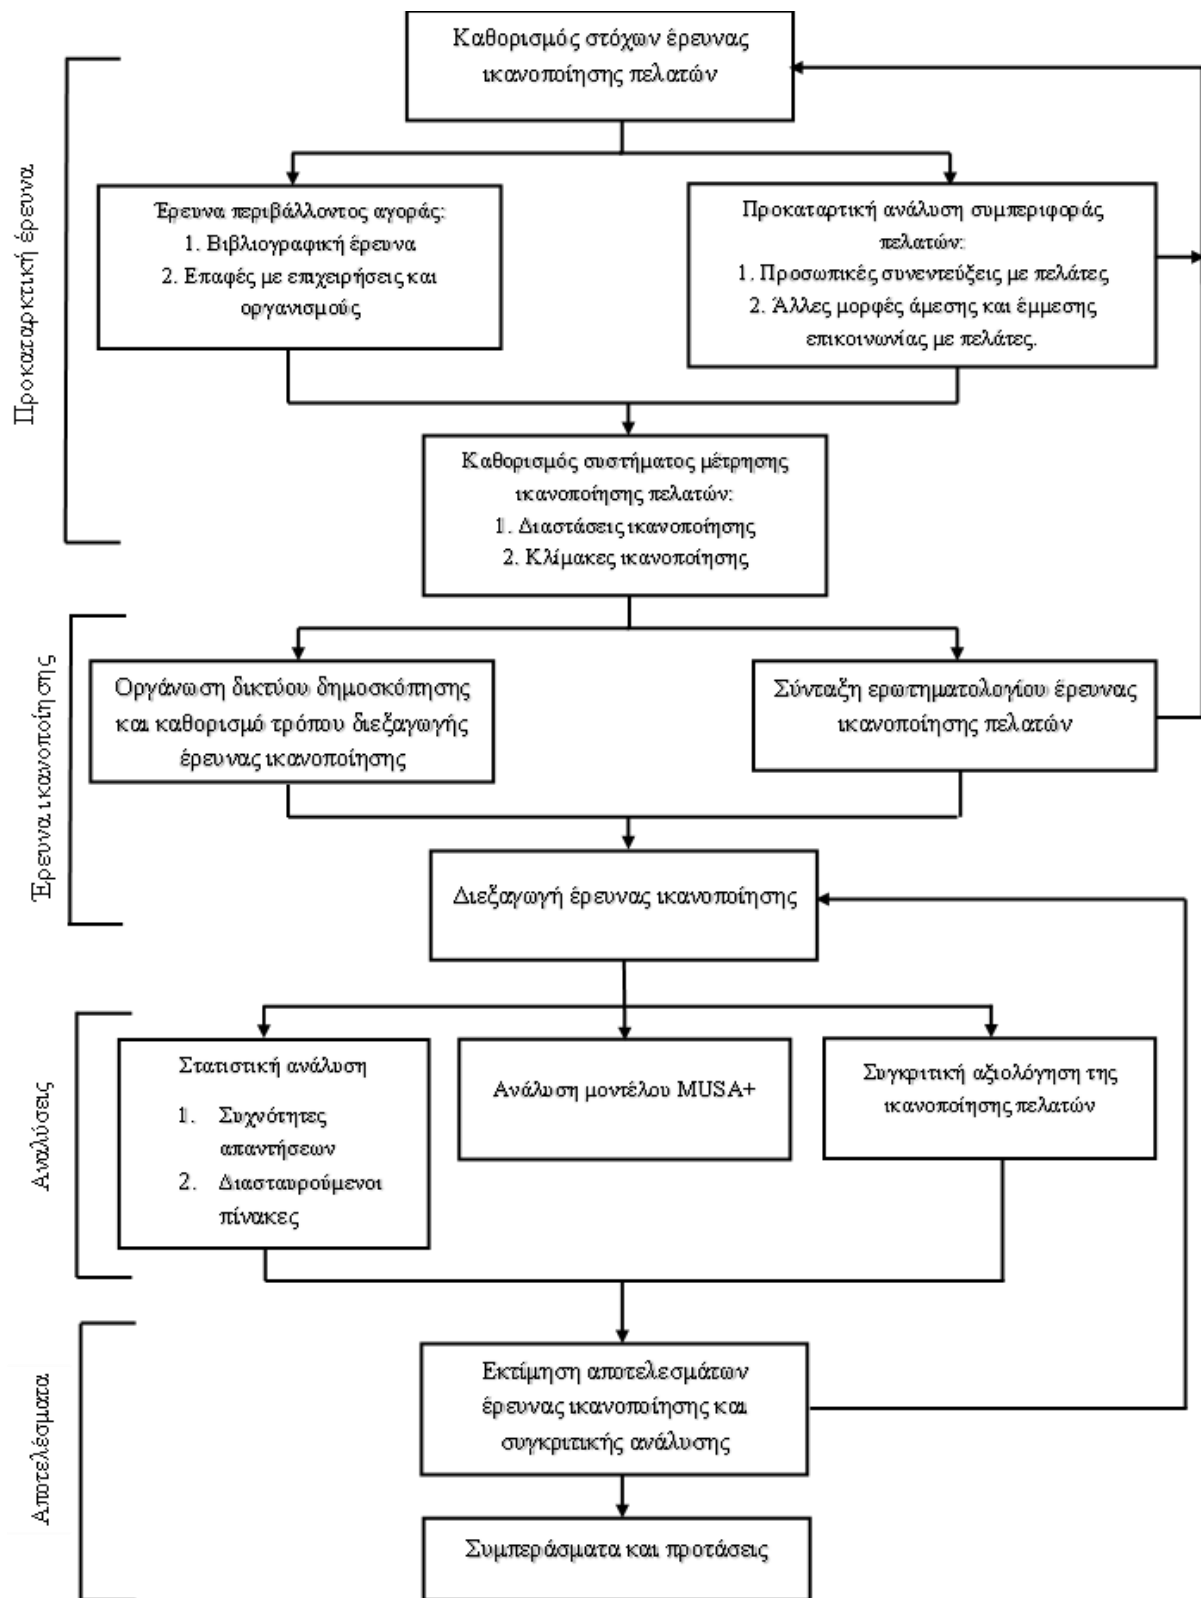 Καθορισμός στόχων έρευνας
ικανοποίησης πελατών
Προκαταρκτική έρευνα
Έρευνα περιβάλλοντος αγοράς:
1. Βιβλιογραφική έρευνα
2. Επαφές με επιχειρήσεις και
οργανισμούς
Προκαταρτική ανάλυση συμπεριφοράς
πελατών:
1. Προσωπικές συνεντεύξεις με πελάτες
2. Άλλες μορφές άμεσης και έμμεσης
επικοινωνίας με πελάτες.
Καθορισμός συστήματος μέτρησης
ικανοποίησης πελατών:
1. Διαστάσεις ικανοποίησης
2. Κλίμακες ικανοποίησης
Έρευνα ικανοποίησης
Οργάνωση δικτύου δημοσκόπησης
και καθορισμό τρόπου διεξαγωγής
έρευνας ικανοποίησης
Σύνταξη ερωτηματολογίου έρευνας
ικανοποίησης πελατών
Διεξαγωγή έρευνας ικανοποίησης
Αναλύσεις
Στατιστική ανάλυση
1. Συχνότητες
απαντήσεων
2. Διασταυρούμενοι
πίνακες
Ανάλυση μοντέλου MUSA+
Συγκριτική αξιολόγηση της
ικανοποίησης πελατών
Αποτελέσματα
Εκτίμηση αποτελεσμάτων
έρευνας ικανοποίησης και
συγκριτικής ανάλυσης
Συμπεράσματα και προτάσεις